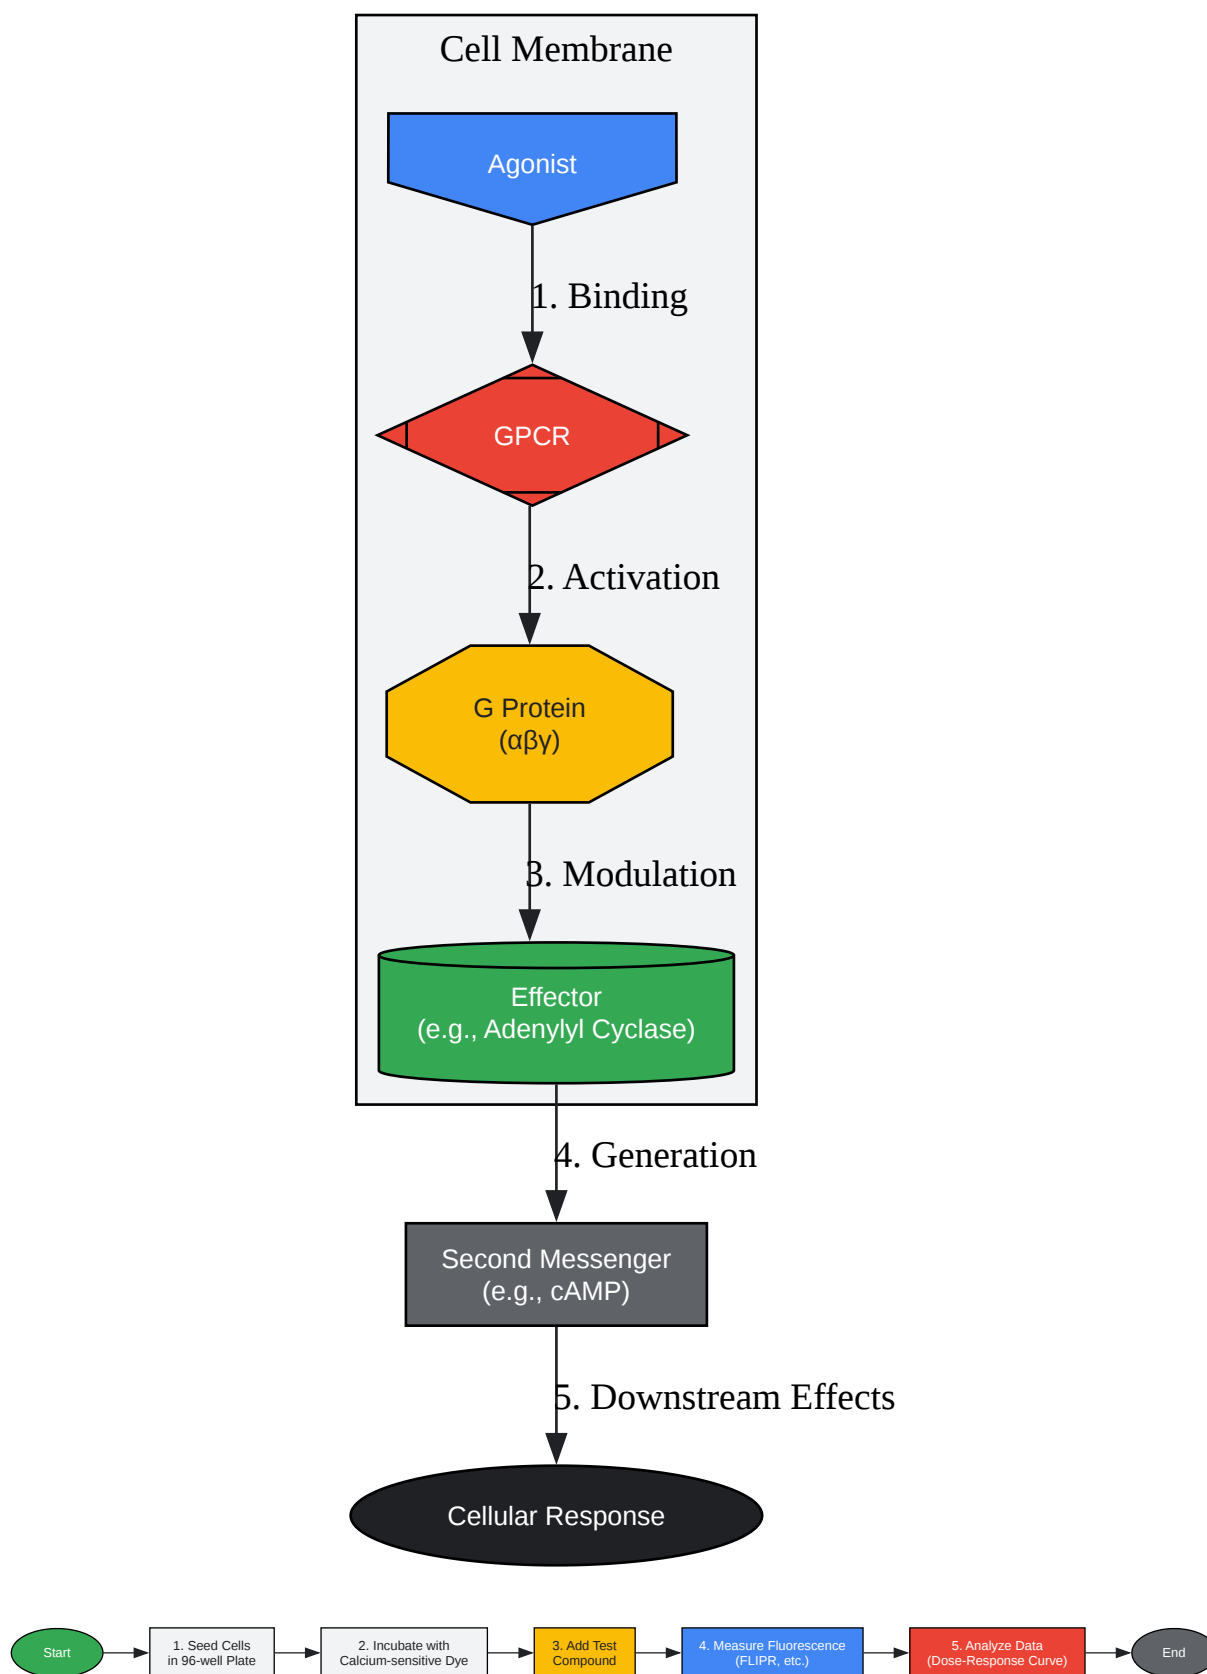 Cell Membrane
Agonist
1. Binding
GPCR
2. Activation
G Protein
(αβγ)
3. Modulation
Effector
(e.g., Adenylyl Cyclase)
4. Generation
Second Messenger
(e.g., cAMP)
5. Downstream Effects
Cellular Response
Start
1. Seed Cells
in 96-well Plate
2. Incubate with
Calcium-sensitive Dye
3. Add Test
Compound
4. Measure Fluorescence
(FLIPR, etc.)
5. Analyze Data
(Dose-Response Curve)
End